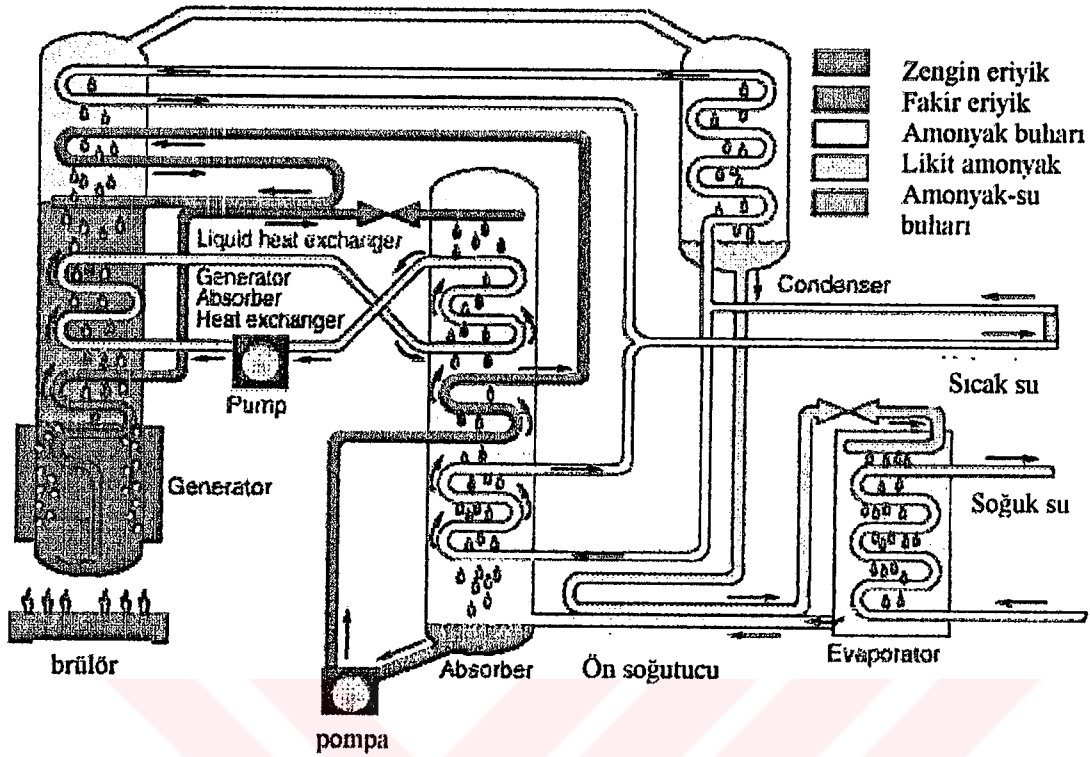 Zengin eriyik
Fakir eriyik
Amonyak buharı
Likit amonyak
Amonyak-su
buharı
Liquid heat exchanger
Generator
Absorber
Heat exchanger
Condenser
Pump
Sıcak su
Generator
Soğuk su
brülör
Absorber
Ön soğutucu
Evaporator
pompa